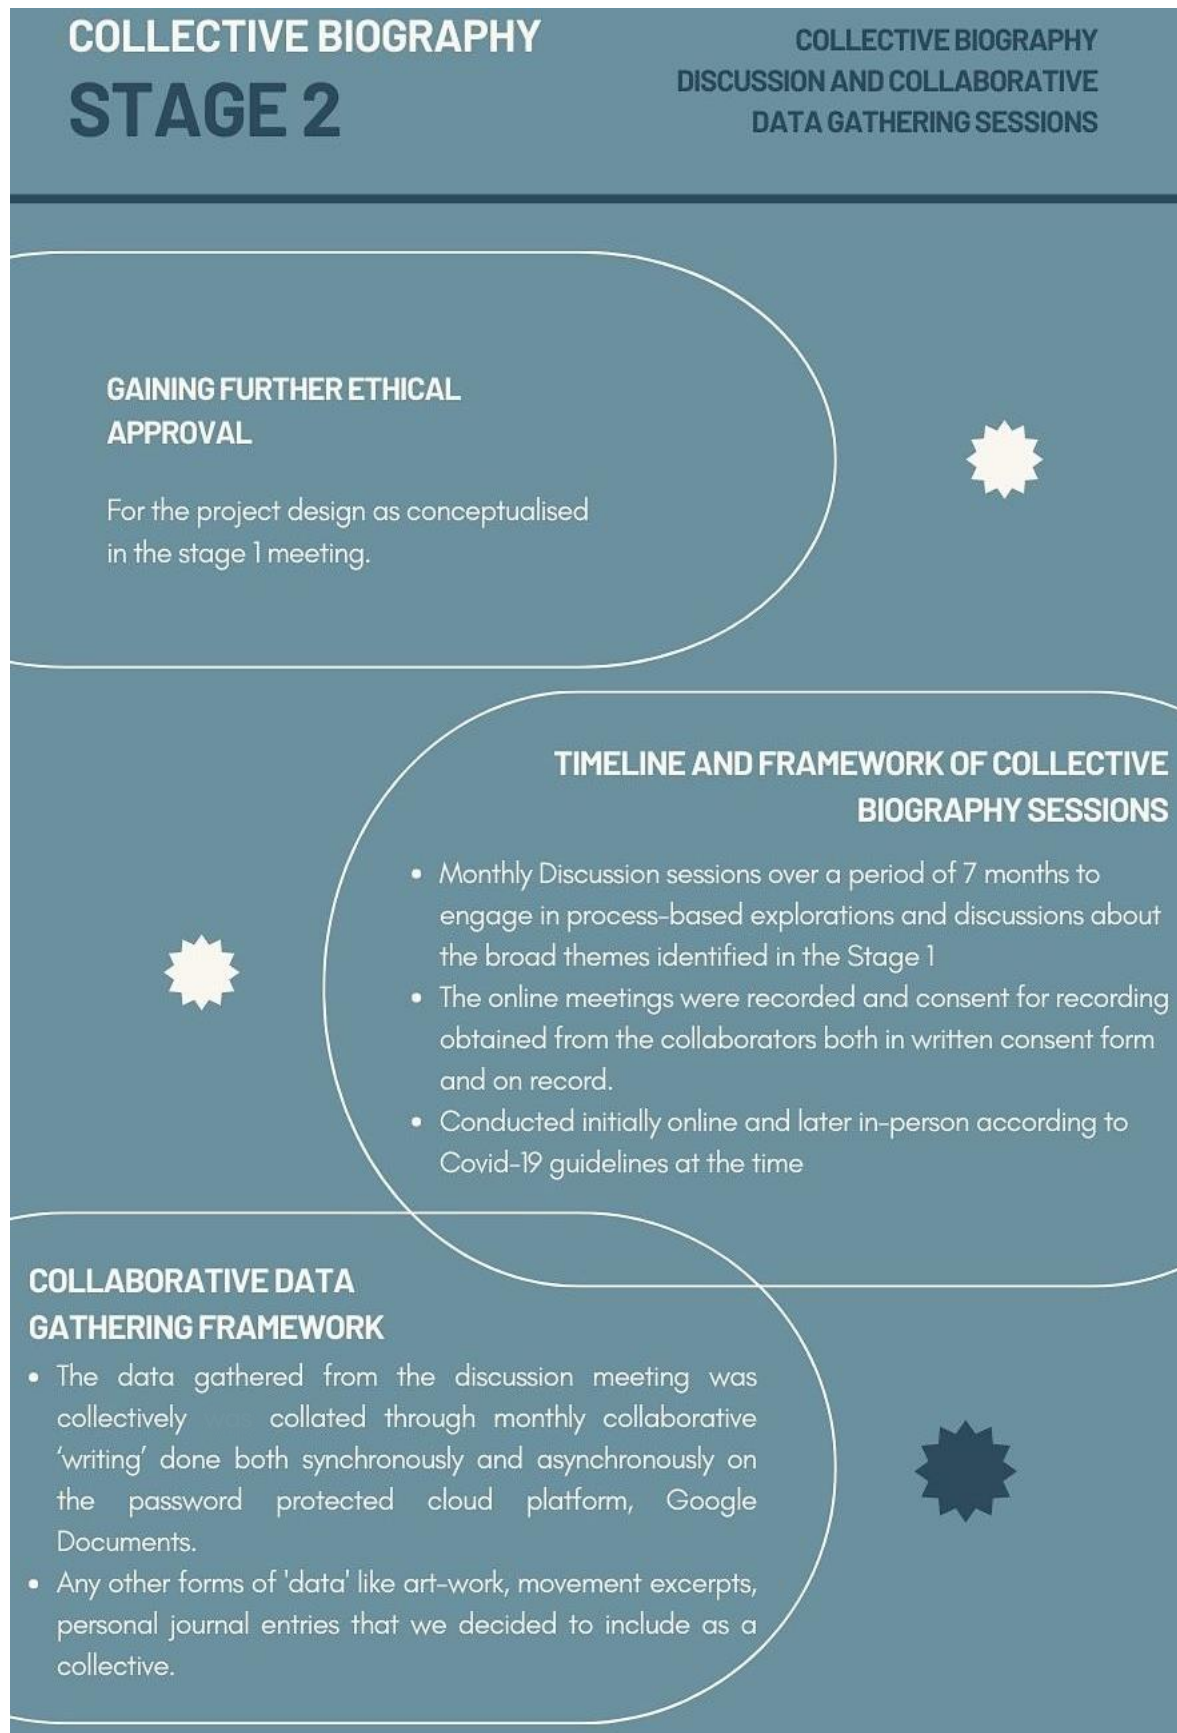 COLLECTIVE BIOGRAPHY
STAGE 2
COLLECTIVE BIOGRAPHY
DISCUSSION AND COLLABORATIVE
DATA GATHERING SESSIONS
GAINING FURTHER ETHICAL
APPROVAL
For the project design as conceptualised
in the stage 1 meeting.
TIMELINE AND FRAMEWORK OF COLLECTIVE
BIOGRAPHY SESSIONS
• Monthly Discussion sessions over a period of 7 months to
engage in process-based explorations and discussions about
the broad themes identified in the Stage 1
• The online meetings were recorded and consent for recording
obtained from the collaborators both in written consent form
and on record.
• Conducted initially online and later in-person according to
Covid-19 guidelines at the time
COLLABORATIVE DATA
GATHERING FRAMEWORK
• The data gathered from the discussion meeting was
collectively was collated through monthly collaborative
‘writing’ done both synchronously and asynchronously on
the password protected cloud platform, Google
Documents.
• Any other forms of 'data' like art-work, movement excerpts,
personal journal entries that we decided to include as a
collective.